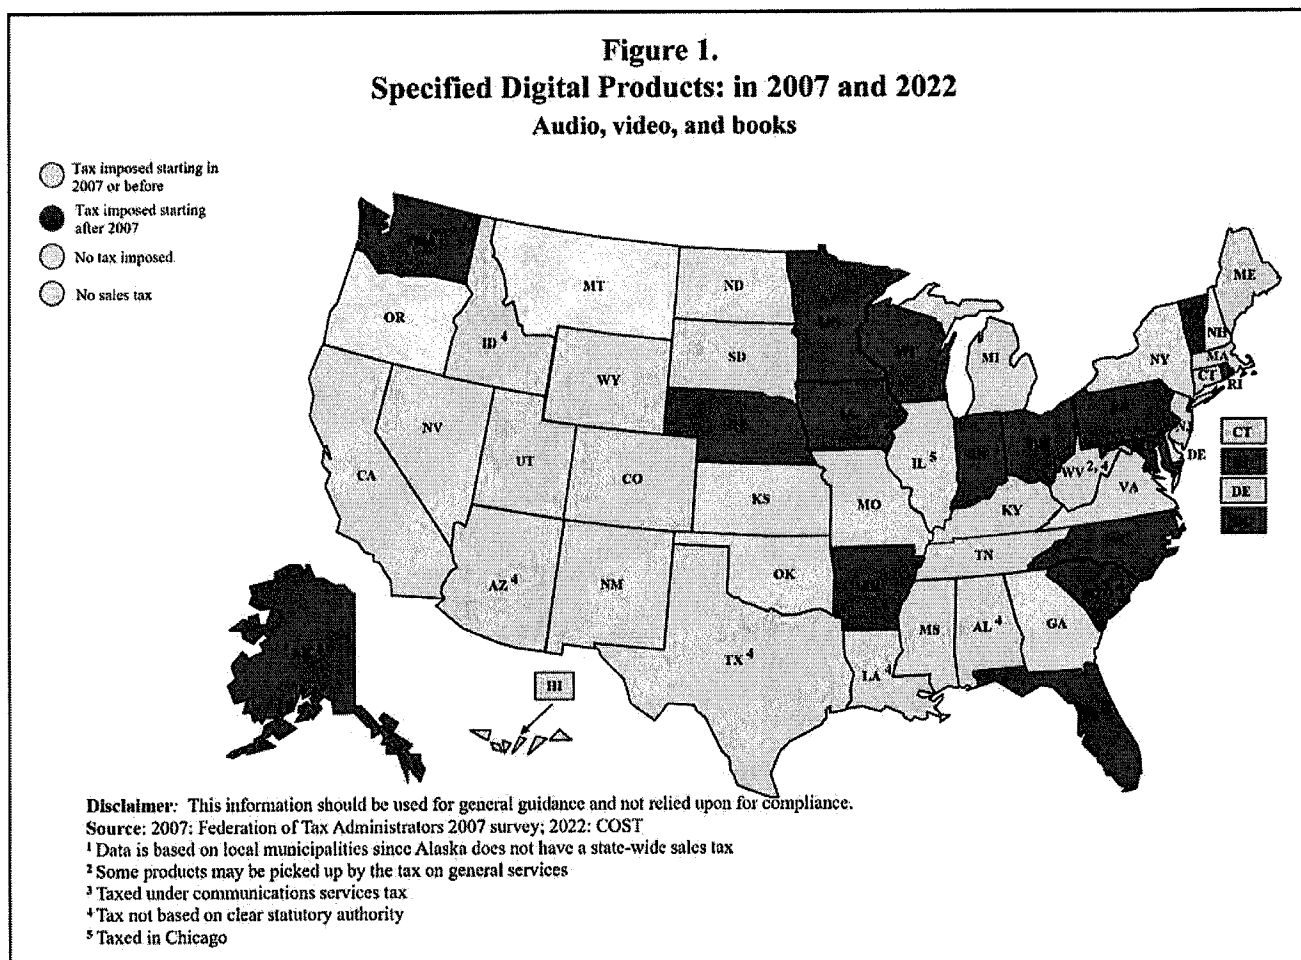 Figure 1.
Specified Digital Products: in 2007 and 2022
Audio, video, and books
Tax imposed starting in
2007 or before
Tax imposed starting
after 2007
No tax imposed
No sales tax
ME
MT
ND
OR
NH
ID 4
MI
NY
MA
SD
CT
RI
WY
NV
CT
IL 5
UT
DE
WV 2, 4
CA
CO
VA
DE
KS
MO
KY
TN
OK
AZ 4
NM
MS
AL 4
GA
TX 4
LA 4
HI
Disclaimer: This information should be used for general guidance and not relied upon for compliance.
Source: 2007: Federation of Tax Administrators 2007 survey; 2022: COST
1 Data is based on local municipalities since Alaska does not have a state-wide sales tax
2 Some products may be picked up by the tax on general services
3 Taxed under communications services tax
4 Tax not based on clear statutory authority
5 Taxed in Chicago